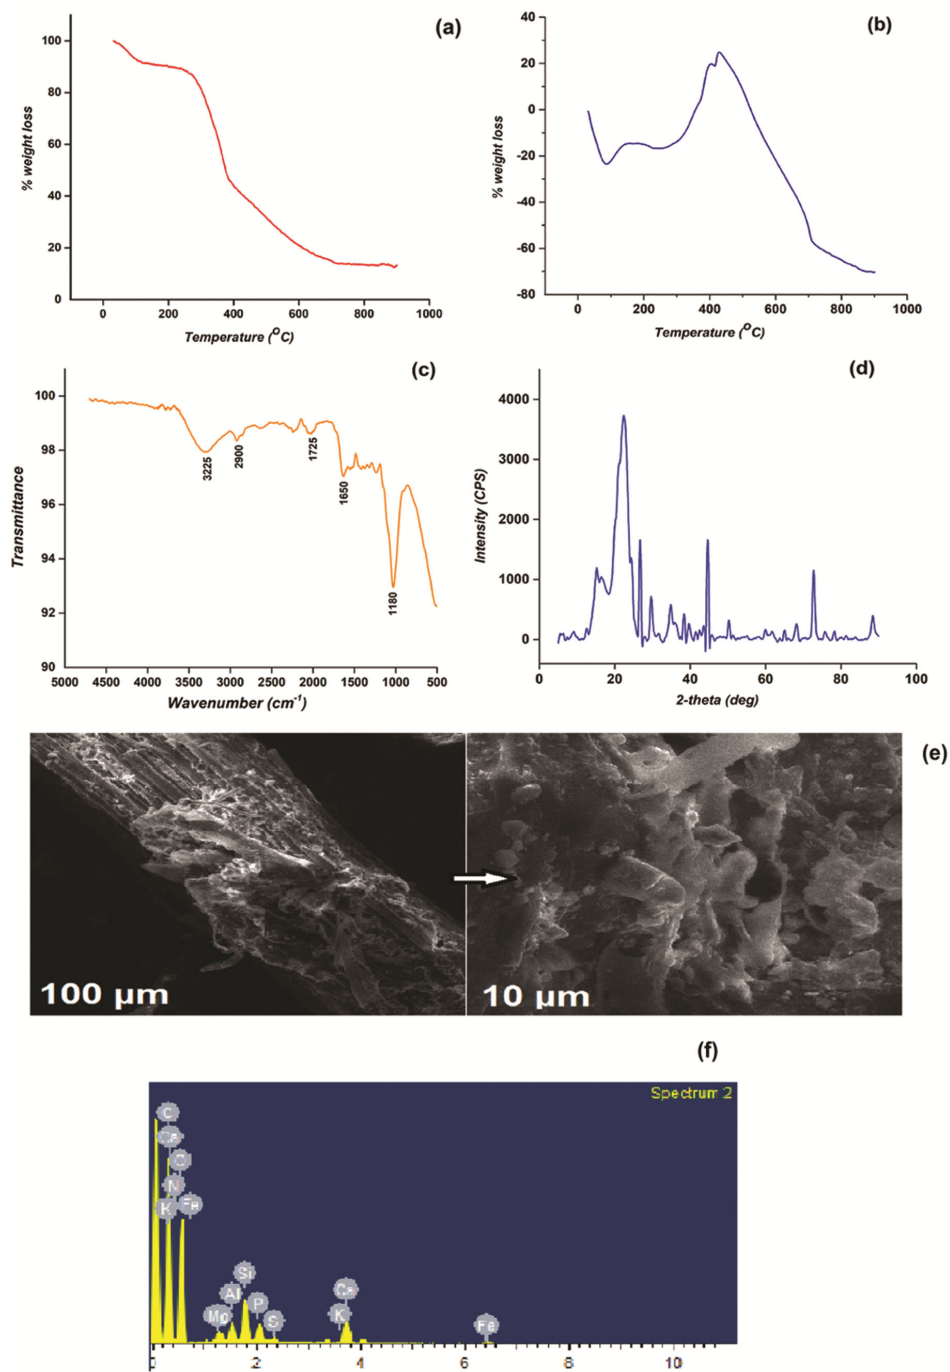 (a)
% weight loss
100
80
60
40
20
0
0 200 400 600 800 1000
Temperature (°C)
(b)
% weight loss
40
20
0
-20
-40
-60
-80
0 200 400 600 800 1000
Temperature (°C)
(c)
Transmittance
100
98
96
94
92
90
3225
2900
1725
1650
1180
5000 4500 4000 3500 3000 2500 2000 1500 1000 500
Wavenumber (cm⁻¹)
(d)
Intensity (CPS)
4000
3000
2000
1000
0
0 20 40 60 80 100
2-theta (deg)
(e)
100 µm
10 µm
(f)
Spectrum 2
C
Ca
O
N
K Fe
Mg Al Si P S
K Ca
Fe
0 2 4 6 8 10